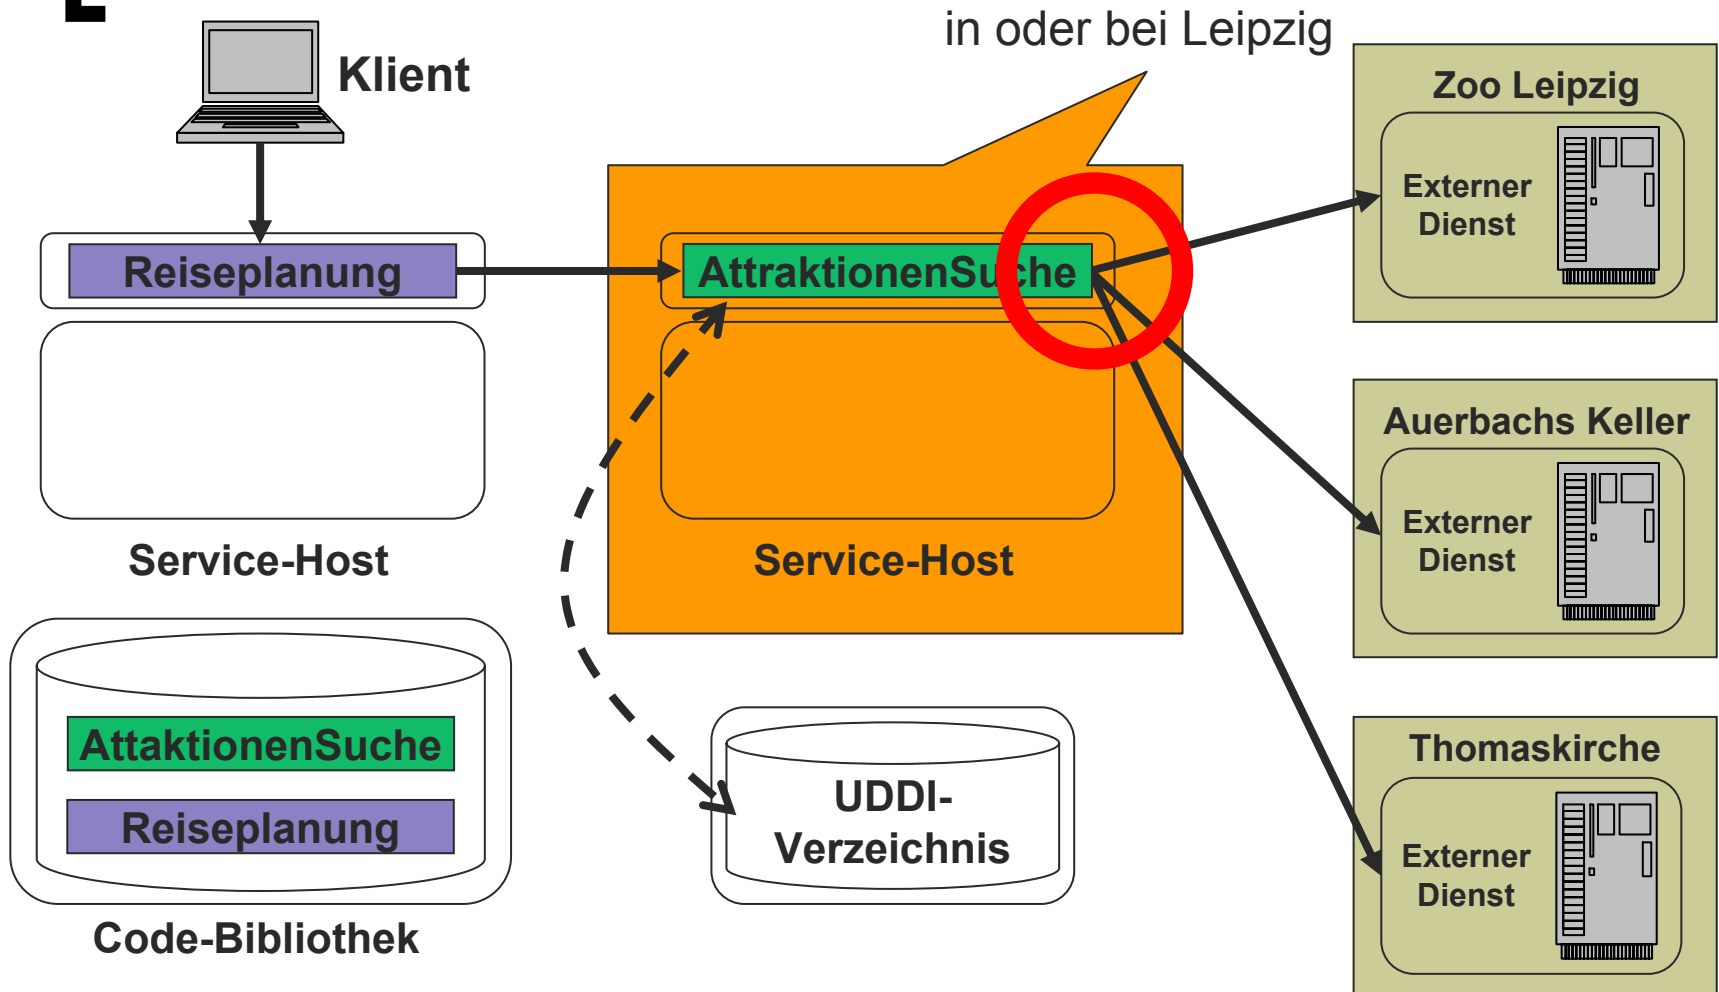 in oder bei Leipzig
Klient
Zoo Leipzig
Externer
Dienst
Reiseplanung
AttraktionenSuche
Auerbachs Keller
Externer
Dienst
Service-Host
Service-Host
AttaktionenSuche
Reiseplanung
Code-Bibliothek
UDDI-
Verzeichnis
Thomaskirche
Externer
Dienst